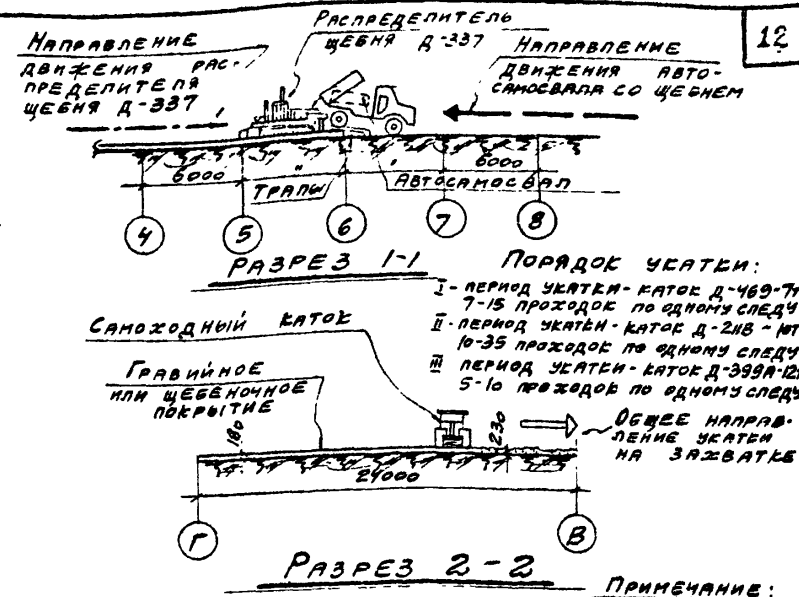 12
НАПРАВЛЕНИЕ
ДВИЖЕНИЯ РАС-
ПРЕДЕЛИТЕЛЯ
ЩЕБНЯ Д-337
РАСПРЕДЕЛИТЕЛЬ
ЩЕБНЯ Д-337
НАПРАВЛЕНИЕ
ДВИЖЕНИЯ АВТО-
САМОСВАЛА СО ЩЕБНЕМ
6000
6000
ТРАПЫ
АВТОСАМОСВАЛ
4 5 6 7 8
РАЗРЕЗ 1-1
ПОРЯДОК УКАТКИ:
I - ПЕРИОД УКАТКИ - КАТОК Д-469-7т
7-15 ПРОХОДОК ПО ОДНОМУ СЛЕДУ
II - ПЕРИОД УКАТКИ - КАТОК Д-211В -
10-35 ПРОХОДОК ПО ОДНОМУ СЛЕДУ
III ПЕРИОД УКАТКИ - КАТОК Д-399А-12т
5-10 ПРОХОДОК ПО ОДНОМУ СЛЕДУ
САМОХОДНЫЙ КАТОК
ГРАВИЙНОЕ
ИЛИ ЩЕБЕНОЧНОЕ
ПОКРЫТИЕ
180
230
ОБЩЕЕ НАПРАВ-
ЛЕНИЕ УКАТКИ
НА ЗАХВАТКЕ
24000
Г В
РАЗРЕЗ 2-2
ПРИМЕЧАНИЕ: